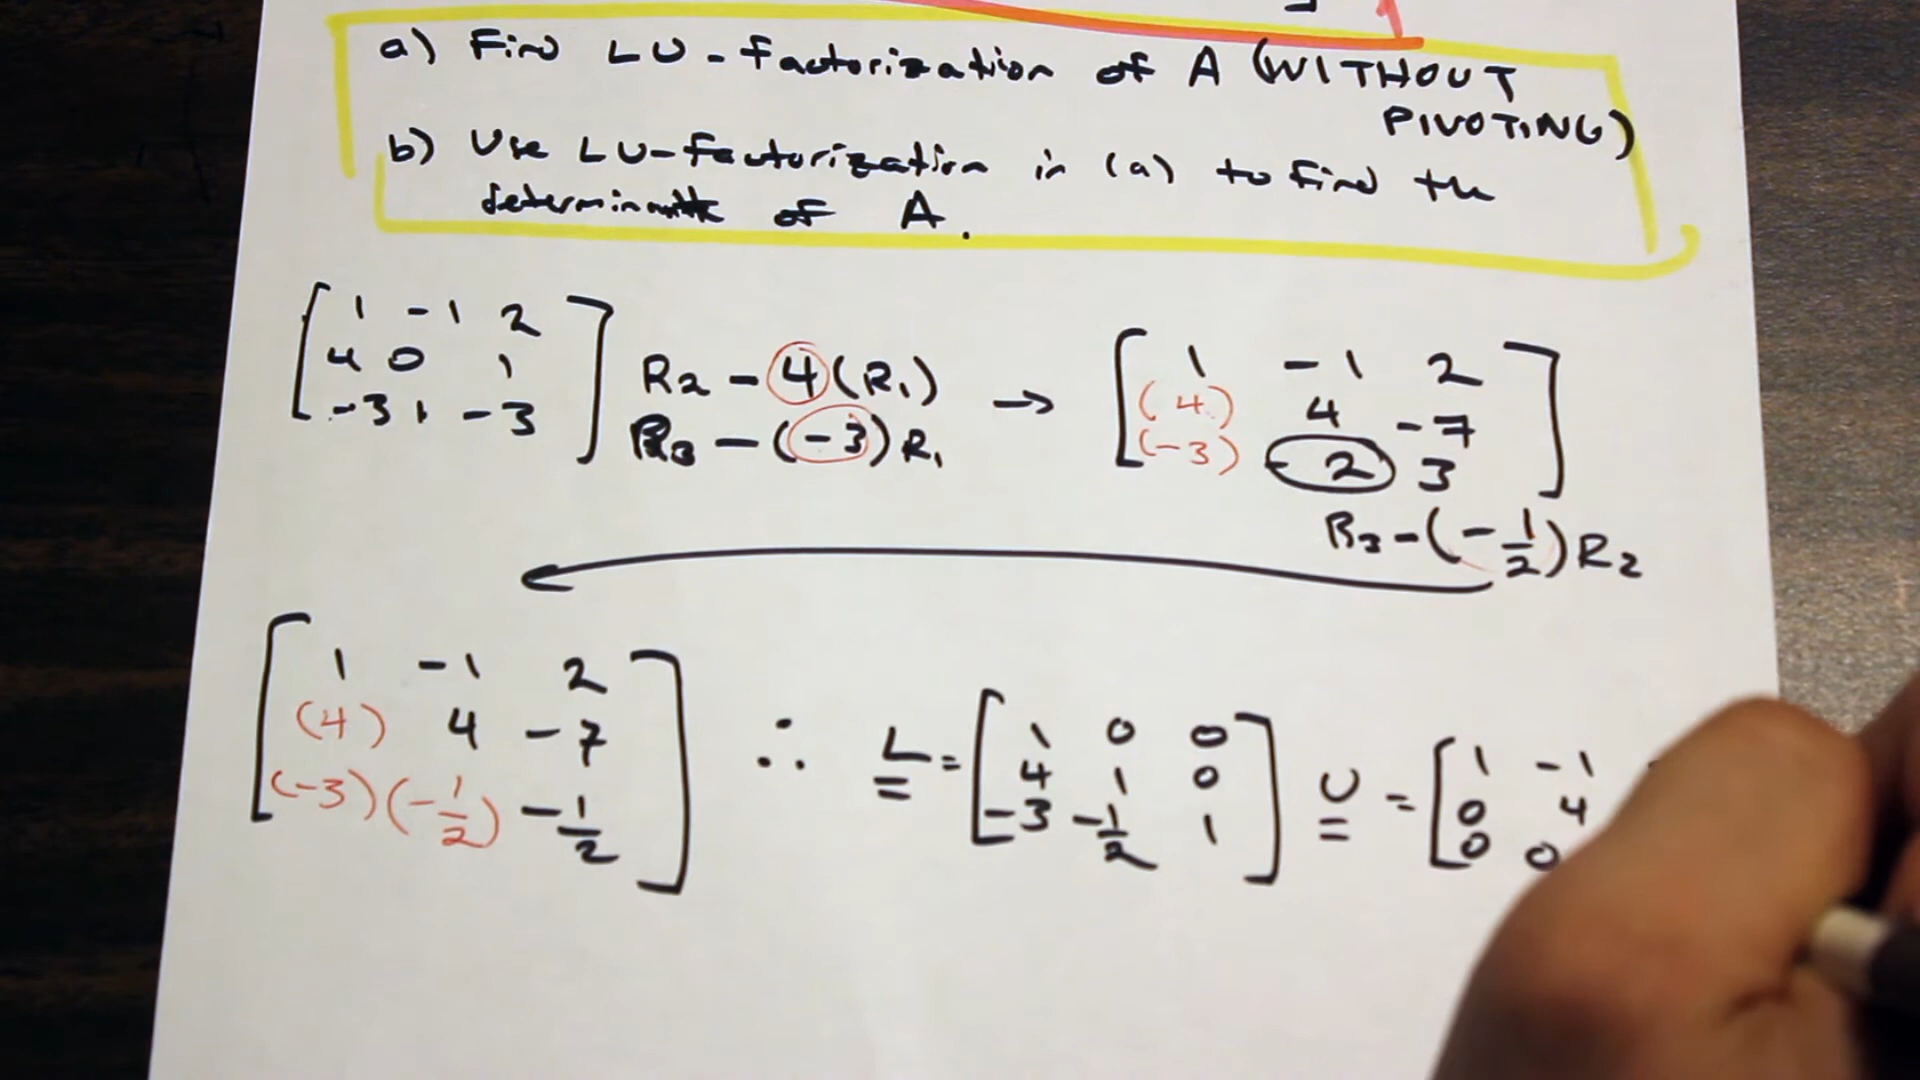 a) Find LU-factorization of A (WITHOUT
PIVOTING)
b) Use LU-factorization in (a) to find the
of A.
1 -1 2
4 0 1
-3 1 -3
R2 - 4(R1)
R3 - (-3)R1
→
1 -1 2
(4) 4 -7
(-3) -2 3
R3 - (-1/2)R2
1 -1 2
(4) 4 -7
(-3) (-1/2) -1/2
∴ L =
1 0 0
4 1 0
-3 -1/2 1
U =
1 -1
0 4
0 0